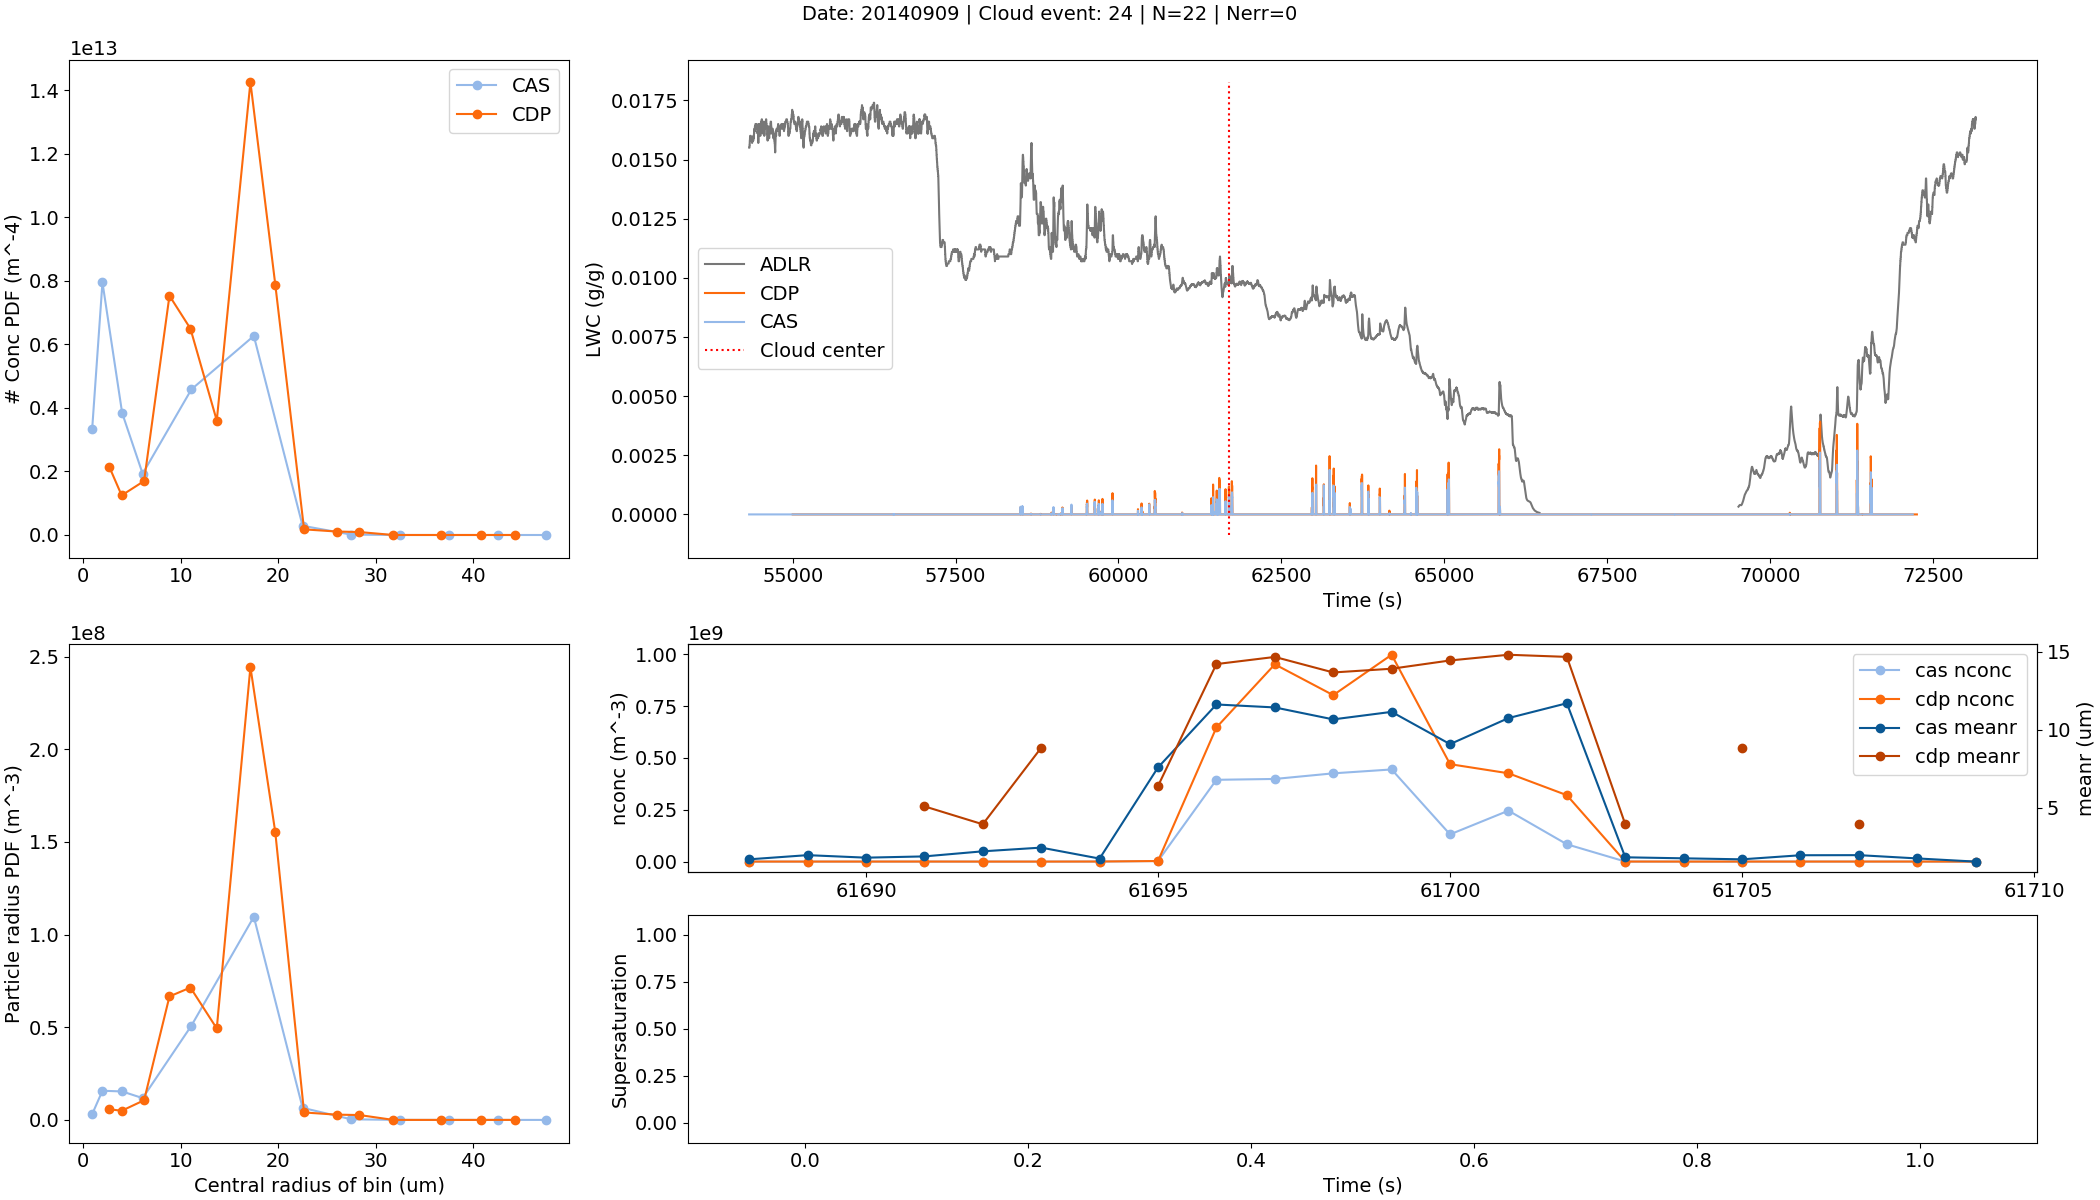 Date: 20140909 | Cloud event: 24 | N=22 | Nerr=0
1e13
# Conc PDF (m^-4)
1.4
1.2
1.0
0.8
0.6
0.4
0.2
0.0
0 10 20 30 40
CAS
CDP
LWC (g/g)
0.0175
0.0150
0.0125
0.0100
0.0075
0.0050
0.0025
0.0000
ADLR
CDP
CAS
Cloud center
55000 57500 60000 62500 65000 67500 70000 72500
Time (s)
1e8
Particle radius PDF (m^-3)
2.5
2.0
1.5
1.0
0.5
0.0
0 10 20 30 40
Central radius of bin (um)
1e9
nconc (m^-3)
1.00
0.75
0.50
0.25
0.00
61690 61695 61700 61705 61710
cas nconc
cdp nconc
cas meanr
cdp meanr
15
10
5
meanr (um)
Supersaturation
1.00
0.75
0.50
0.25
0.00
0.0 0.2 0.4 0.6 0.8 1.0
Time (s)